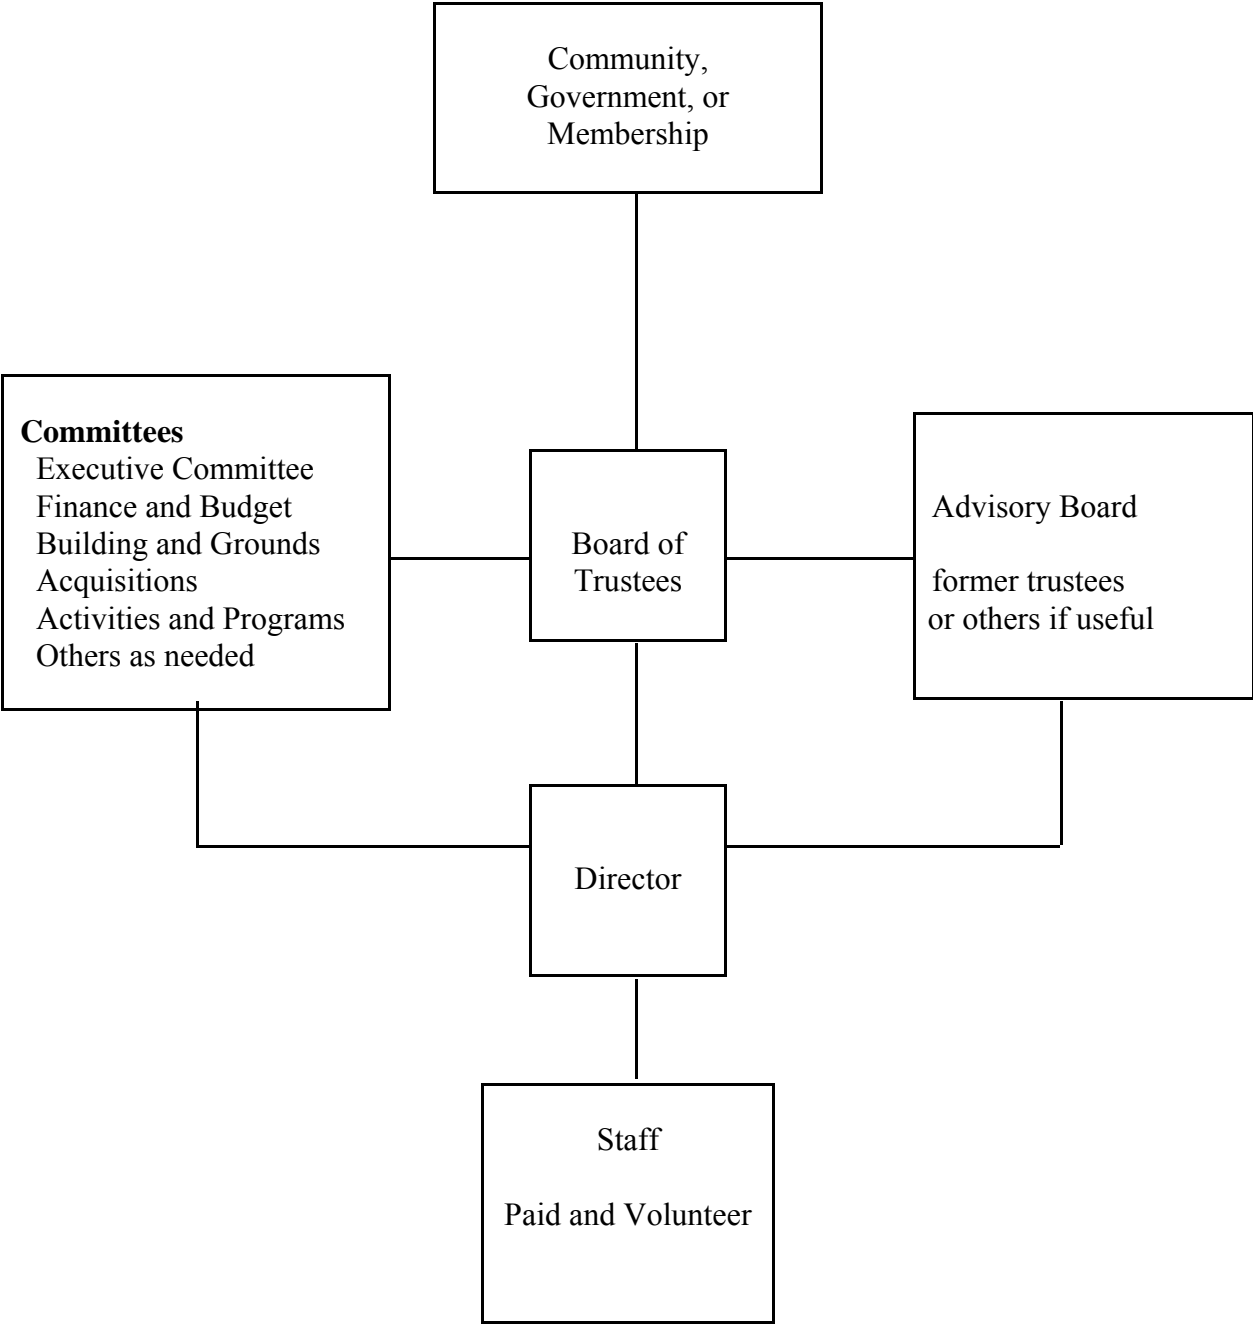 Community,
Government, or
Membership
Committees
Executive Committee
Finance and Budget
Building and Grounds
Acquisitions
Activities and Programs
Others as needed
Board of
Trustees
Advisory Board
former trustees
or others if useful
Director
Staff
Paid and Volunteer